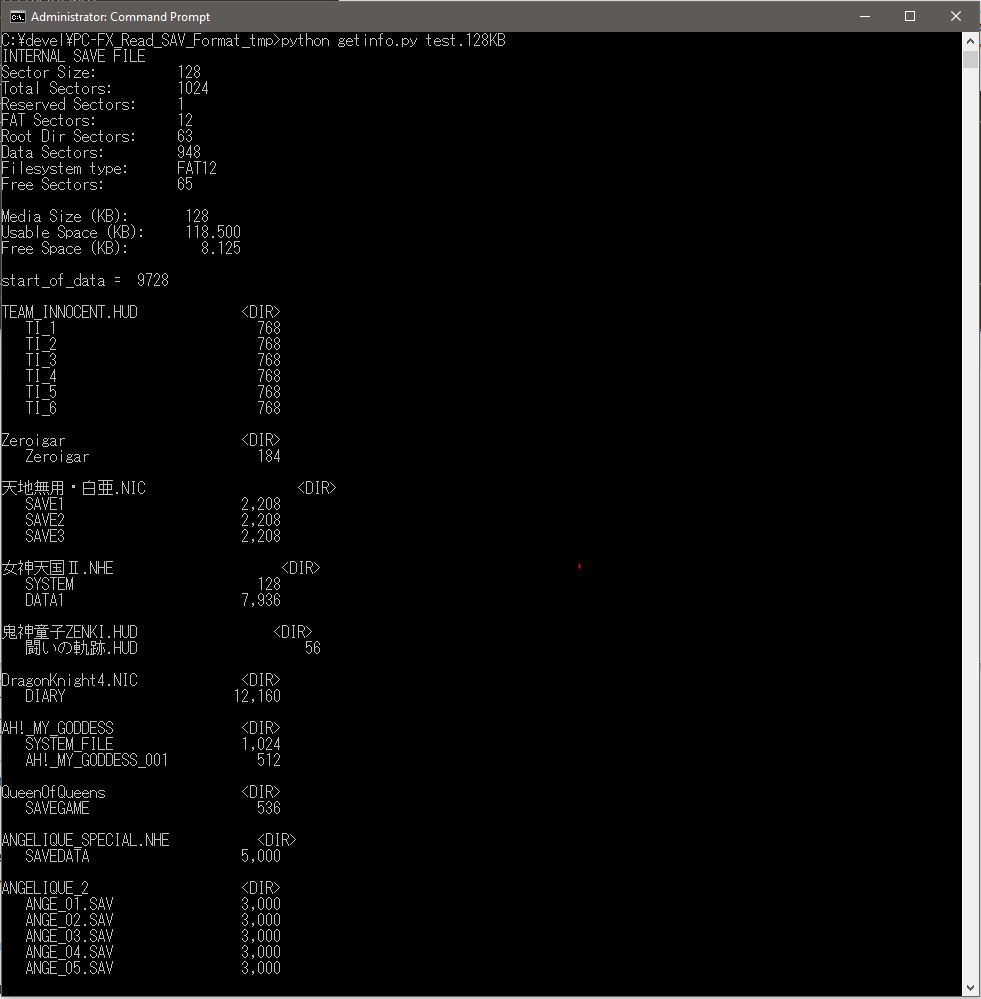 Administrator: Command Prompt
C:¥devel¥PC-FX_Read_SAV_Format_tmp>python getinfo.py test.128KB
INTERNAL SAVE FILE
Sector Size: 128
Total Sectors: 1024
Reserved Sectors: 1
FAT Sectors: 12
Root Dir Sectors: 63
Data Sectors: 948
Filesystem type: FAT12
Free Sectors: 65
Media Size (KB): 128
Usable Space (KB): 118.500
Free Space (KB): 8.125
start_of_data = 9728
TEAM_INNOCENT.HUD <DIR>
TI_1 768
TI_2 768
TI_3 768
TI_4 768
TI_5 768
TI_6 768
Zeroigar <DIR>
Zeroigar 184
天地無用・白亜.NIC <DIR>
SAVE1 2,208
SAVE2 2,208
SAVE3 2,208
女神天国Ⅱ.NHE <DIR>
SYSTEM 128
DATA1 7,936
鬼神童子ZENKI.HUD <DIR>
闘いの軌跡.HUD 56
DragonKnight4.NIC <DIR>
DIARY 12,160
AH!_MY_GODDESS <DIR>
SYSTEM_FILE 1,024
AH!_MY_GODDESS_001 512
QueenOfQueens <DIR>
SAVEGAME 536
ANGELIQUE_SPECIAL.NHE <DIR>
SAVEDATA 5,000
ANGELIQUE_2 <DIR>
ANGE_01.SAV 3,000
ANGE_02.SAV 3,000
ANGE_03.SAV 3,000
ANGE_04.SAV 3,000
ANGE_05.SAV 3,000